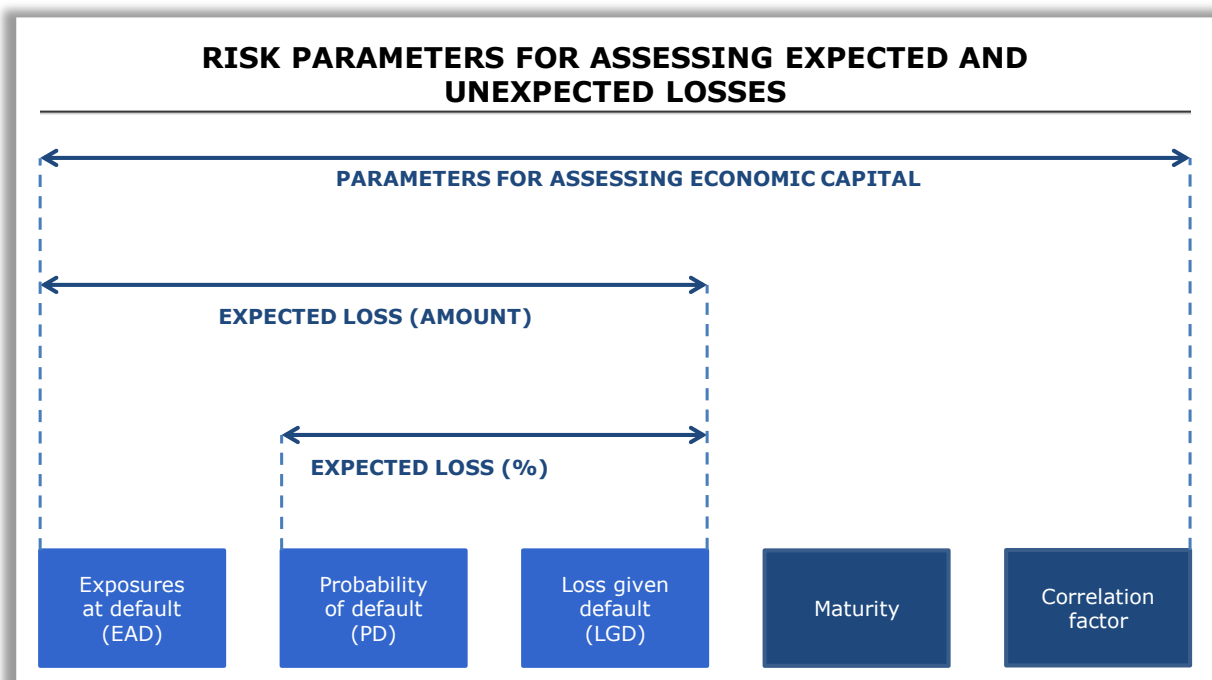 RISK PARAMETERS FOR ASSESSING EXPECTED AND
UNEXPECTED LOSSES
PARAMETERS FOR ASSESSING ECONOMIC CAPITAL
EXPECTED LOSS (AMOUNT)
EXPECTED LOSS (%)
Exposures
at default
(EAD)
Probability
of default
(PD)
Loss given
default
(LGD)
Maturity
Correlation
factor